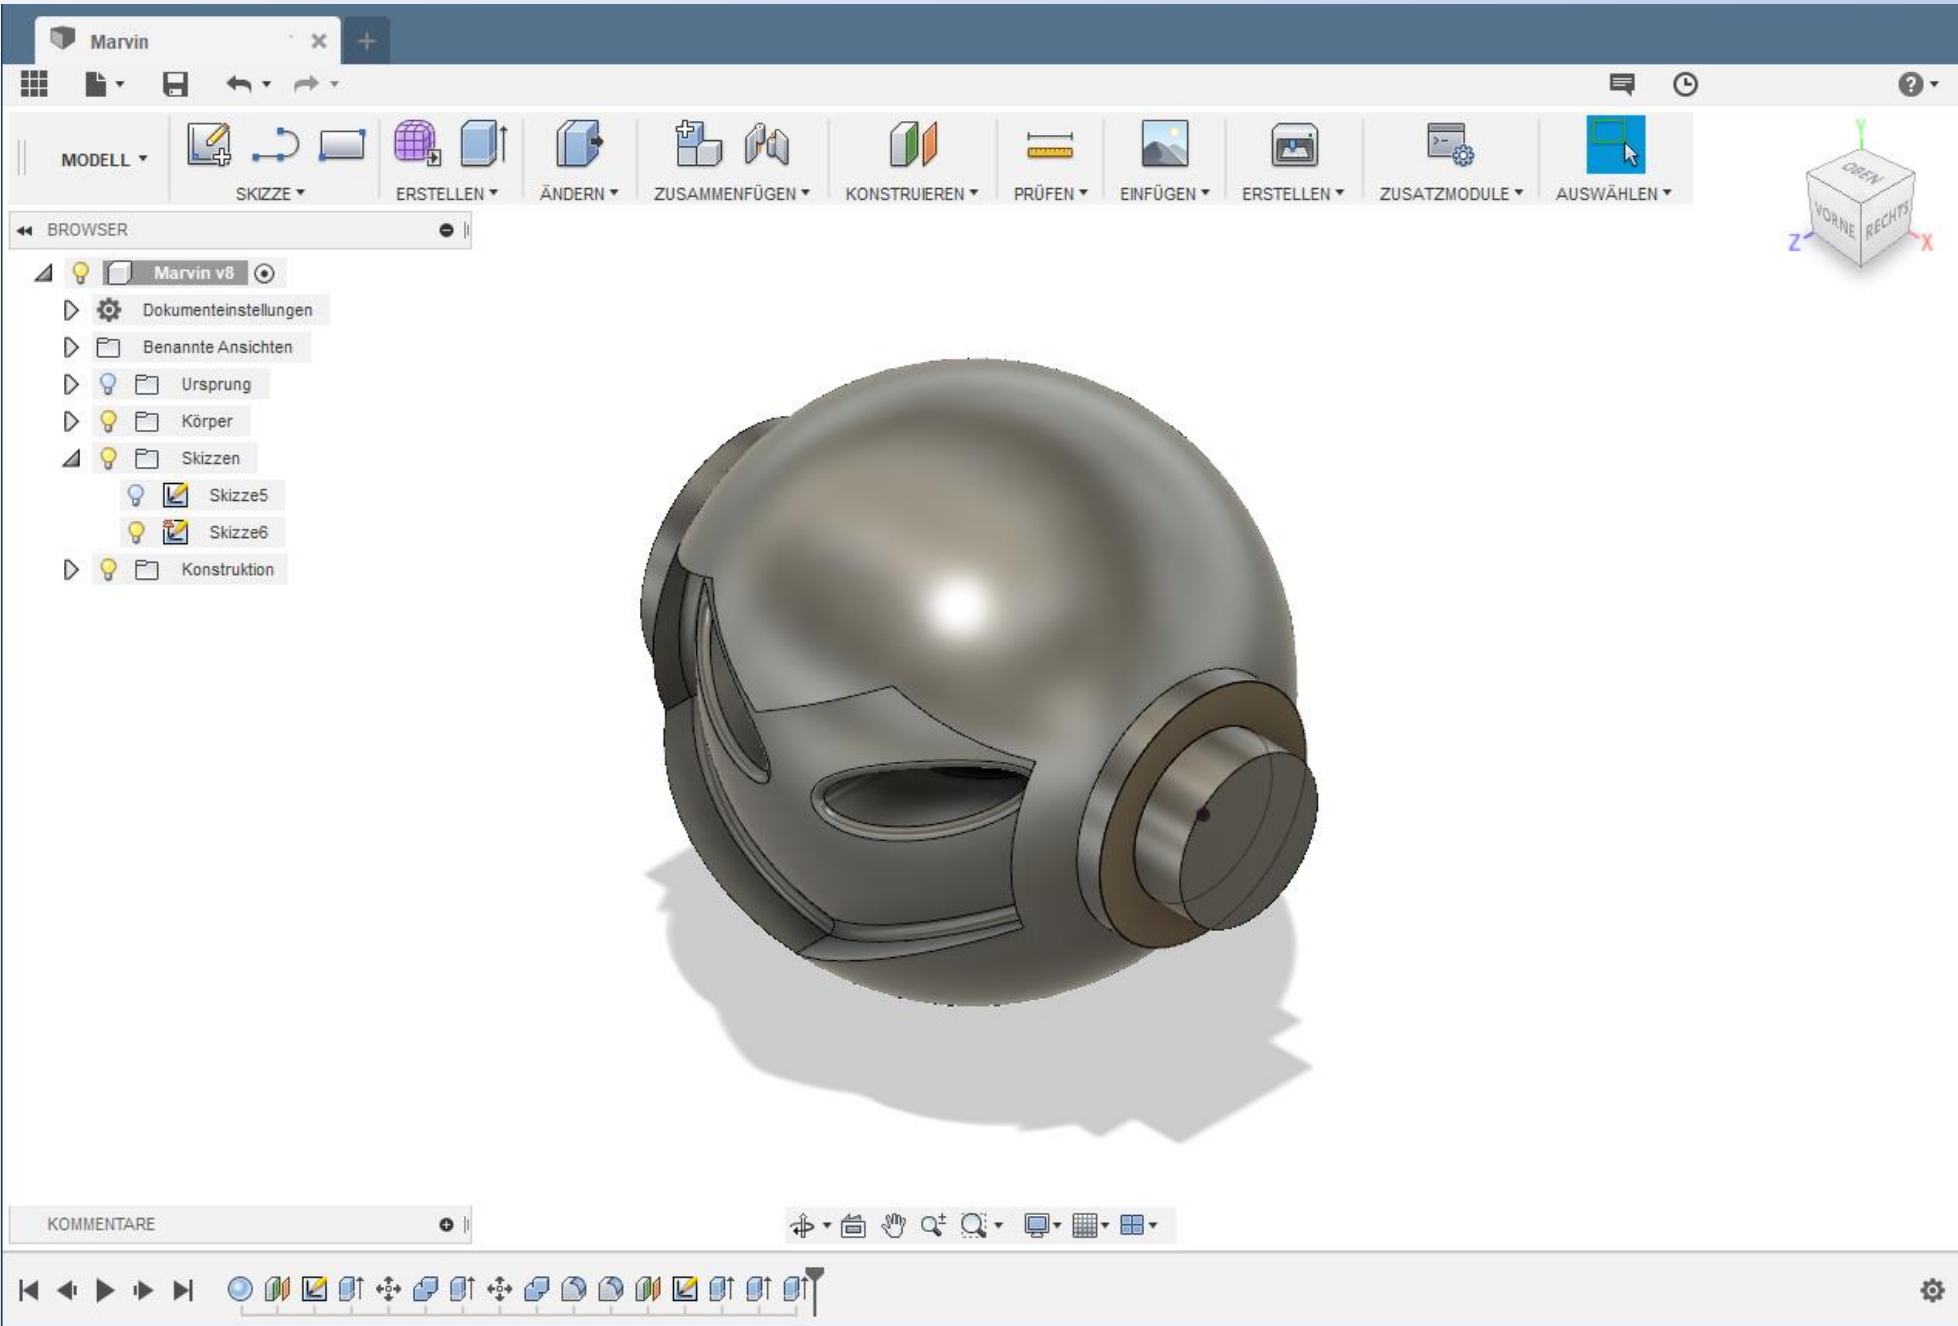 Marvin
MODELL
SKIZZE
ERSTELLEN
ÄNDERN
ZUSAMMENFÜGEN
KONSTRUIEREN
PRÜFEN
EINFÜGEN
ERSTELLEN
ZUSATZMODULE
AUSWÄHLEN
Y
OBEN
VORNE
RECHTS
Z
X
BROWSER
Marvin v8
Dokumenteinstellungen
Benannte Ansichten
Ursprung
Körper
Skizzen
Skizze5
Skizze6
Konstruktion
KOMMENTARE